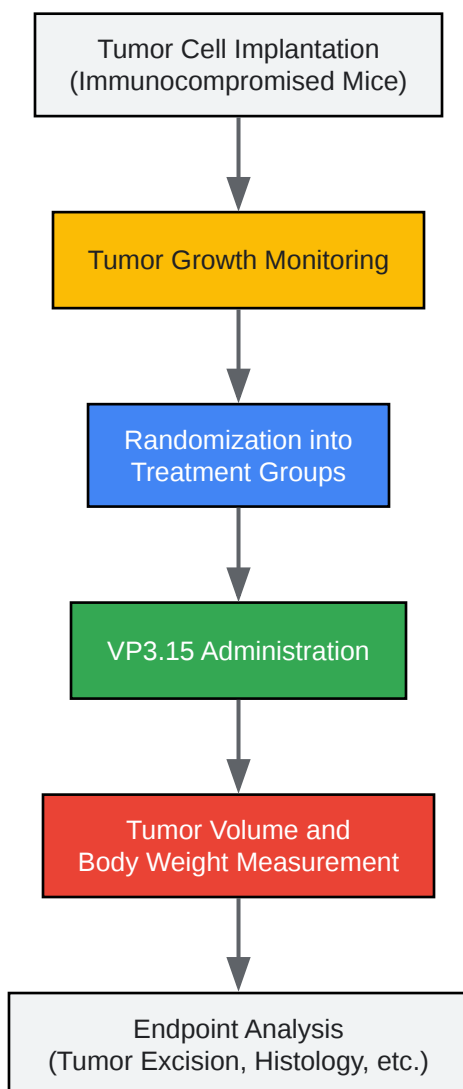 Tumor Cell Implantation
(Immunocompromised Mice)
Tumor Growth Monitoring
Randomization into
Treatment Groups
VP3.15 Administration
Tumor Volume and
Body Weight Measurement
Endpoint Analysis
(Tumor Excision, Histology, etc.)